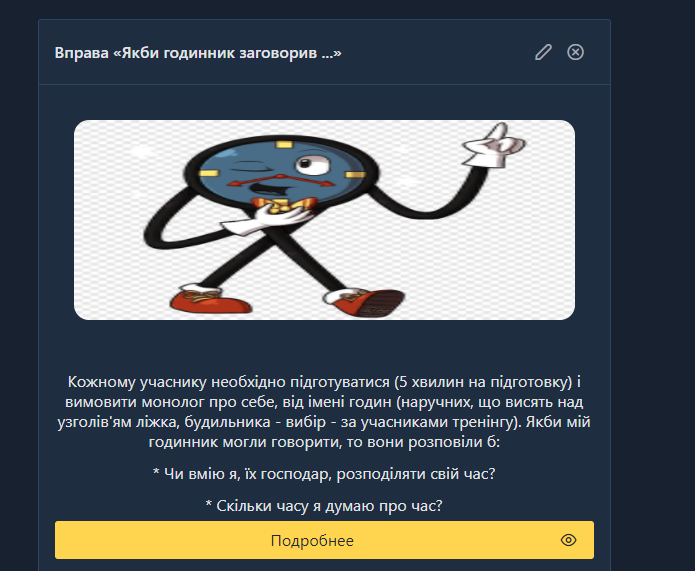 Вправа «Якби годинник заговорив ...»
Кожному учаснику необхідно підготуватися (5 хвилин на підготовку) і
вимовити монолог про себе, від імені годин (наручних, що висять над
узголів'ям ліжка, будильника - вибір - за учасниками тренінгу). Якби мій
годинник могли говорити, то вони розповіли б:
* Чи вмію я, їх господар, розподіляти свій час?
* Скільки часу я думаю про час?
Подробнее